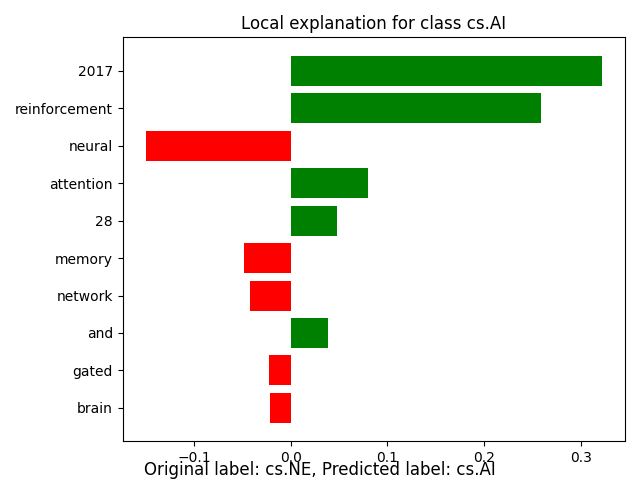 Local explanation for class cs.AI
2017
reinforcement
neural
attention
28
memory
network
and
gated
brain
−0.1 0.0 0.1 0.2 0.3
Original label: cs.NE, Predicted label: cs.AI